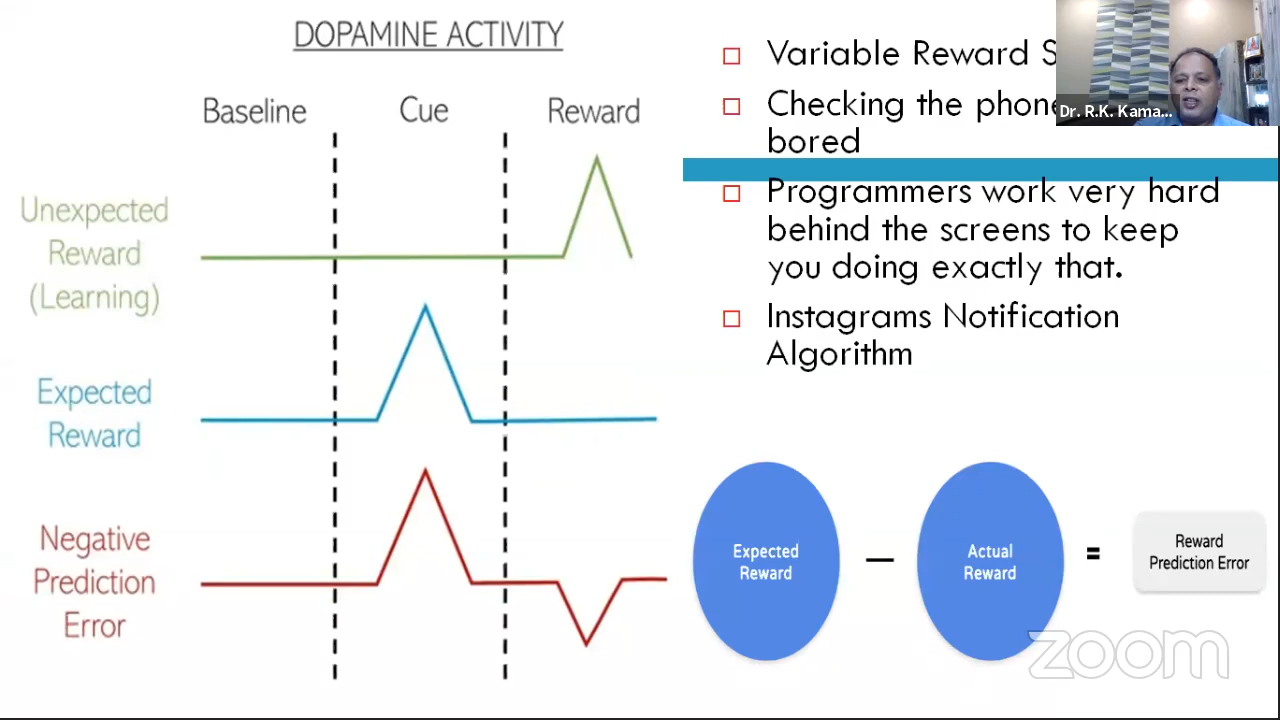 DOPAMINE ACTIVITY
Baseline
Cue
Reward
Unexpected
Reward
(Learning)
Expected
Reward
Negative
Prediction
Error
Variable Reward S
Checking the phone
bored
Programmers work very hard
behind the screens to keep
you doing exactly that.
Instagrams Notification
Algorithm
Dr. R.K. Kama...
Expected
Reward
—
Actual
Reward
=
Reward
Prediction Error
zoom